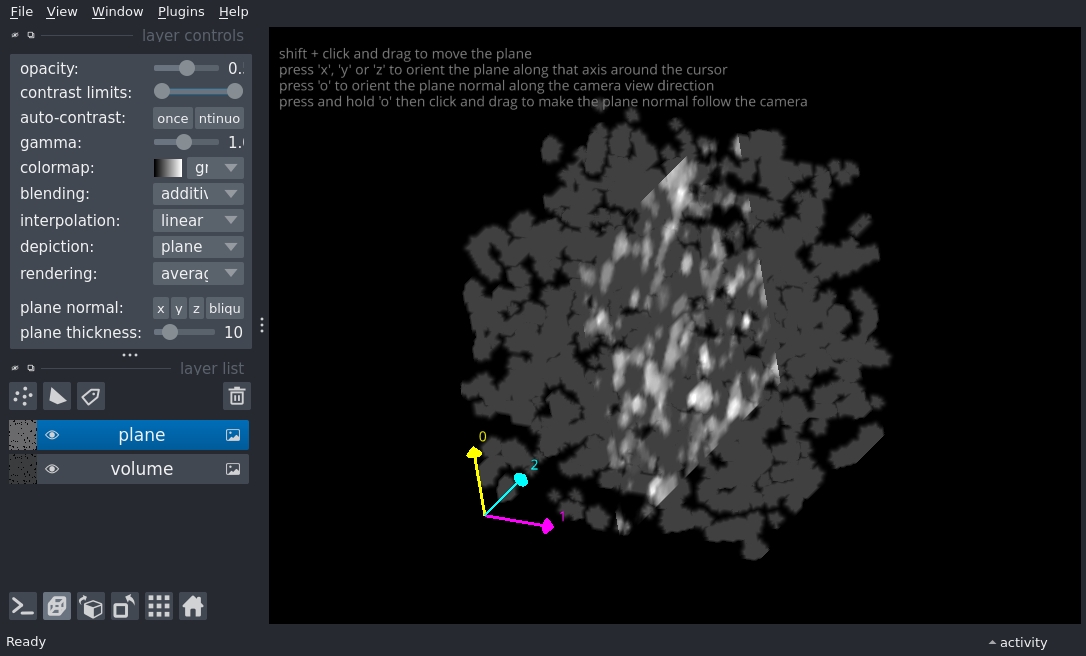 File View Window Plugins Help
layer controls
opacity: 0.
contrast limits:
auto-contrast: once ntinuo
gamma: 1.
colormap: gr
blending: additiv
interpolation: linear
depiction: plane
rendering: averag
plane normal: x y z bliqu
plane thickness: 10
layer list
plane
volume
shift + click and drag to move the plane
press 'x', 'y' or 'z' to orient the plane along that axis around the cursor
press 'o' to orient the plane normal along the camera view direction
press and hold 'o' then click and drag to make the plane normal follow the camera
0
2
1
Ready
activity